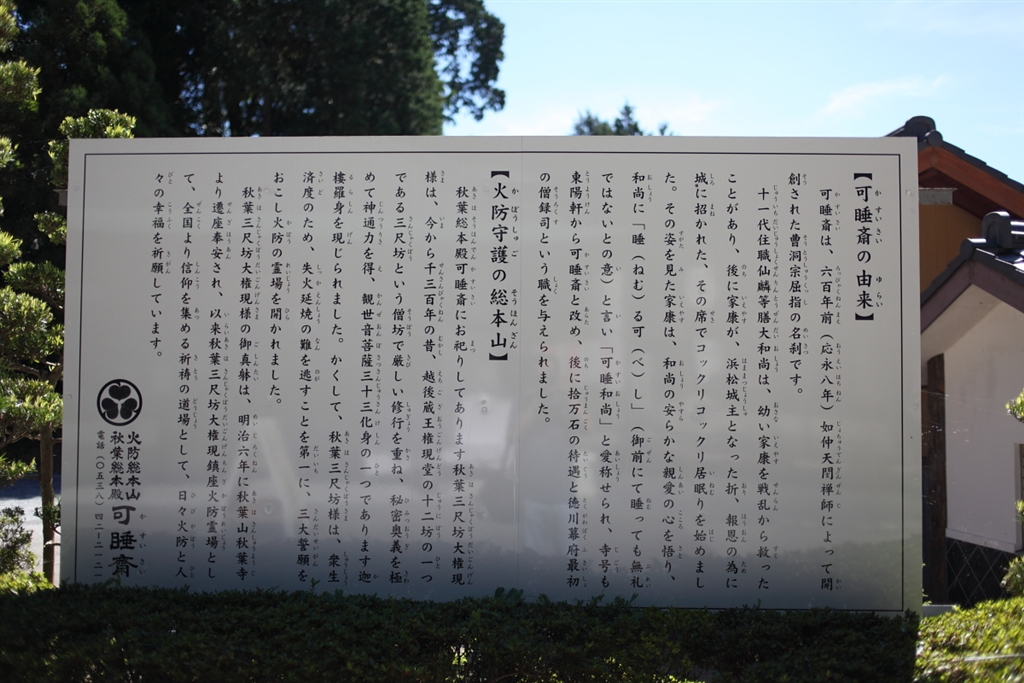 【可睡斎の由来】
可睡斎は、六百年前（応永八年）如仲天誾禅師によって開
創された曹洞宗屈指の名刹です。
十一代住職仙麟等膳大和尚は、幼い家康を戦乱から救った
ことがあり、後に家康が、浜松城主となった折、報恩の為に
城に招かれた、その席でコックリコックリ居眠りを始めまし
た。その姿を見た家康は、和尚の安らかな親愛の心を悟り、
和尚に「睡（ねむ）る可（べ）し」（御前にて睡っても無礼
ではないとの意）と言い「可睡和尚」と愛称せられ、寺号も
東陽軒から可睡斎と改め、後に拾万石の待遇と徳川幕府最初
の僧録司という職を与えられました。
【火防守護の総本山】
秋葉総本殿可睡斎にお祀りしてあります秋葉三尺坊大権現
様は、今から千三百年の昔、越後蔵王権現堂の十二坊の一つ
である三尺坊という僧坊で厳しい修行を重ね、秘密奥義を極
めて神通力を得、観世音菩薩三十三化身の一つであります迦
楼羅身を現じられました。かくして、秋葉三尺坊様は、衆生
済度のため、失火延焼の難を逃すことを第一に、三大誓願を
おこし火防の霊場を開かれました。
秋葉三尺坊大権現様の御真躰は、明治六年に秋葉山秋葉寺
より遷座奉安され、以来秋葉三尺坊大権現鎮座火防霊場とし
て、全国より信仰を集める祈祷の道場として、日々火防と人
々の幸福を祈願しています。
火防総本山
秋葉総本殿
可睡斎
電話（〇五三八）四二-二一二一